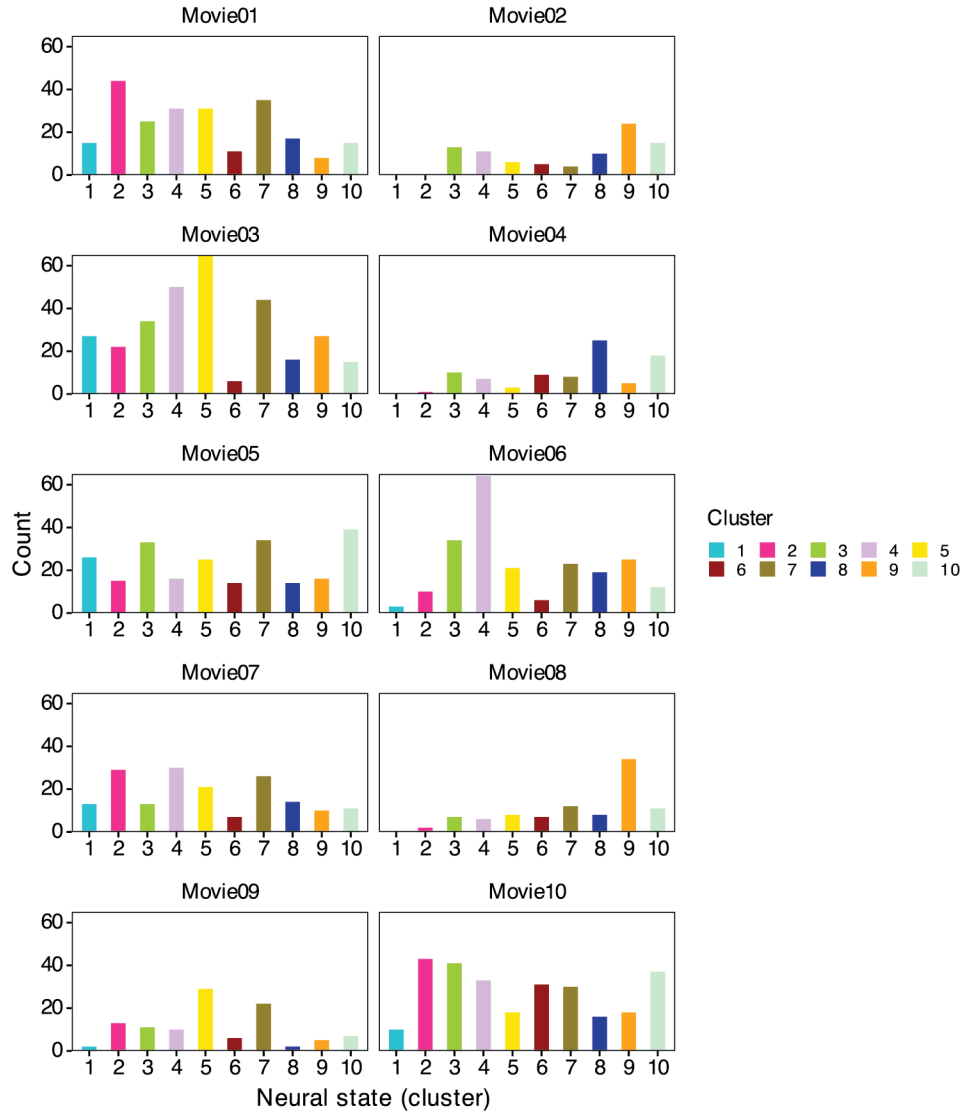 Movie01 Movie02
60
40
20
0
1 2 3 4 5 6 7 8 9 10 1 2 3 4 5 6 7 8 9 10
Movie03 Movie04
60
40
20
0
1 2 3 4 5 6 7 8 9 10 1 2 3 4 5 6 7 8 9 10
Movie05 Movie06
60
40
20
0
1 2 3 4 5 6 7 8 9 10 1 2 3 4 5 6 7 8 9 10
Count
Cluster
1 2 3 4 5
6 7 8 9 10
Movie07 Movie08
60
40
20
0
1 2 3 4 5 6 7 8 9 10 1 2 3 4 5 6 7 8 9 10
Movie09 Movie10
60
40
20
0
1 2 3 4 5 6 7 8 9 10 1 2 3 4 5 6 7 8 9 10
Neural state (cluster)